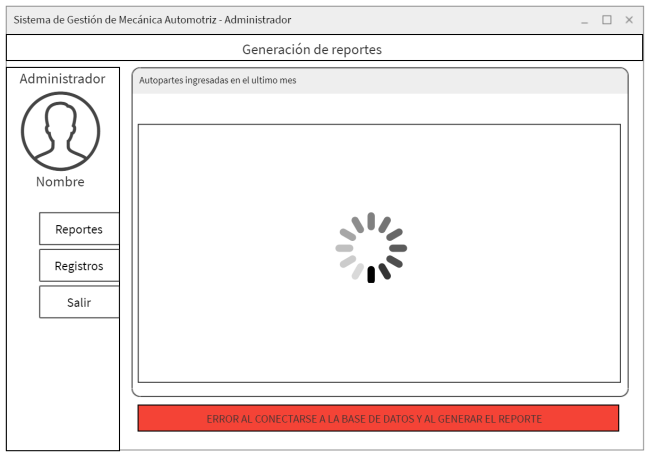 Sistema de Gestión de Mecánica Automotriz - Administrador
Generación de reportes
Administrador
Nombre
Reportes
Registros
Salir
Autopartes ingresadas en el ultimo mes
ERROR AL CONECTARSE A LA BASE DE DATOS Y AL GENERAR EL REPORTE